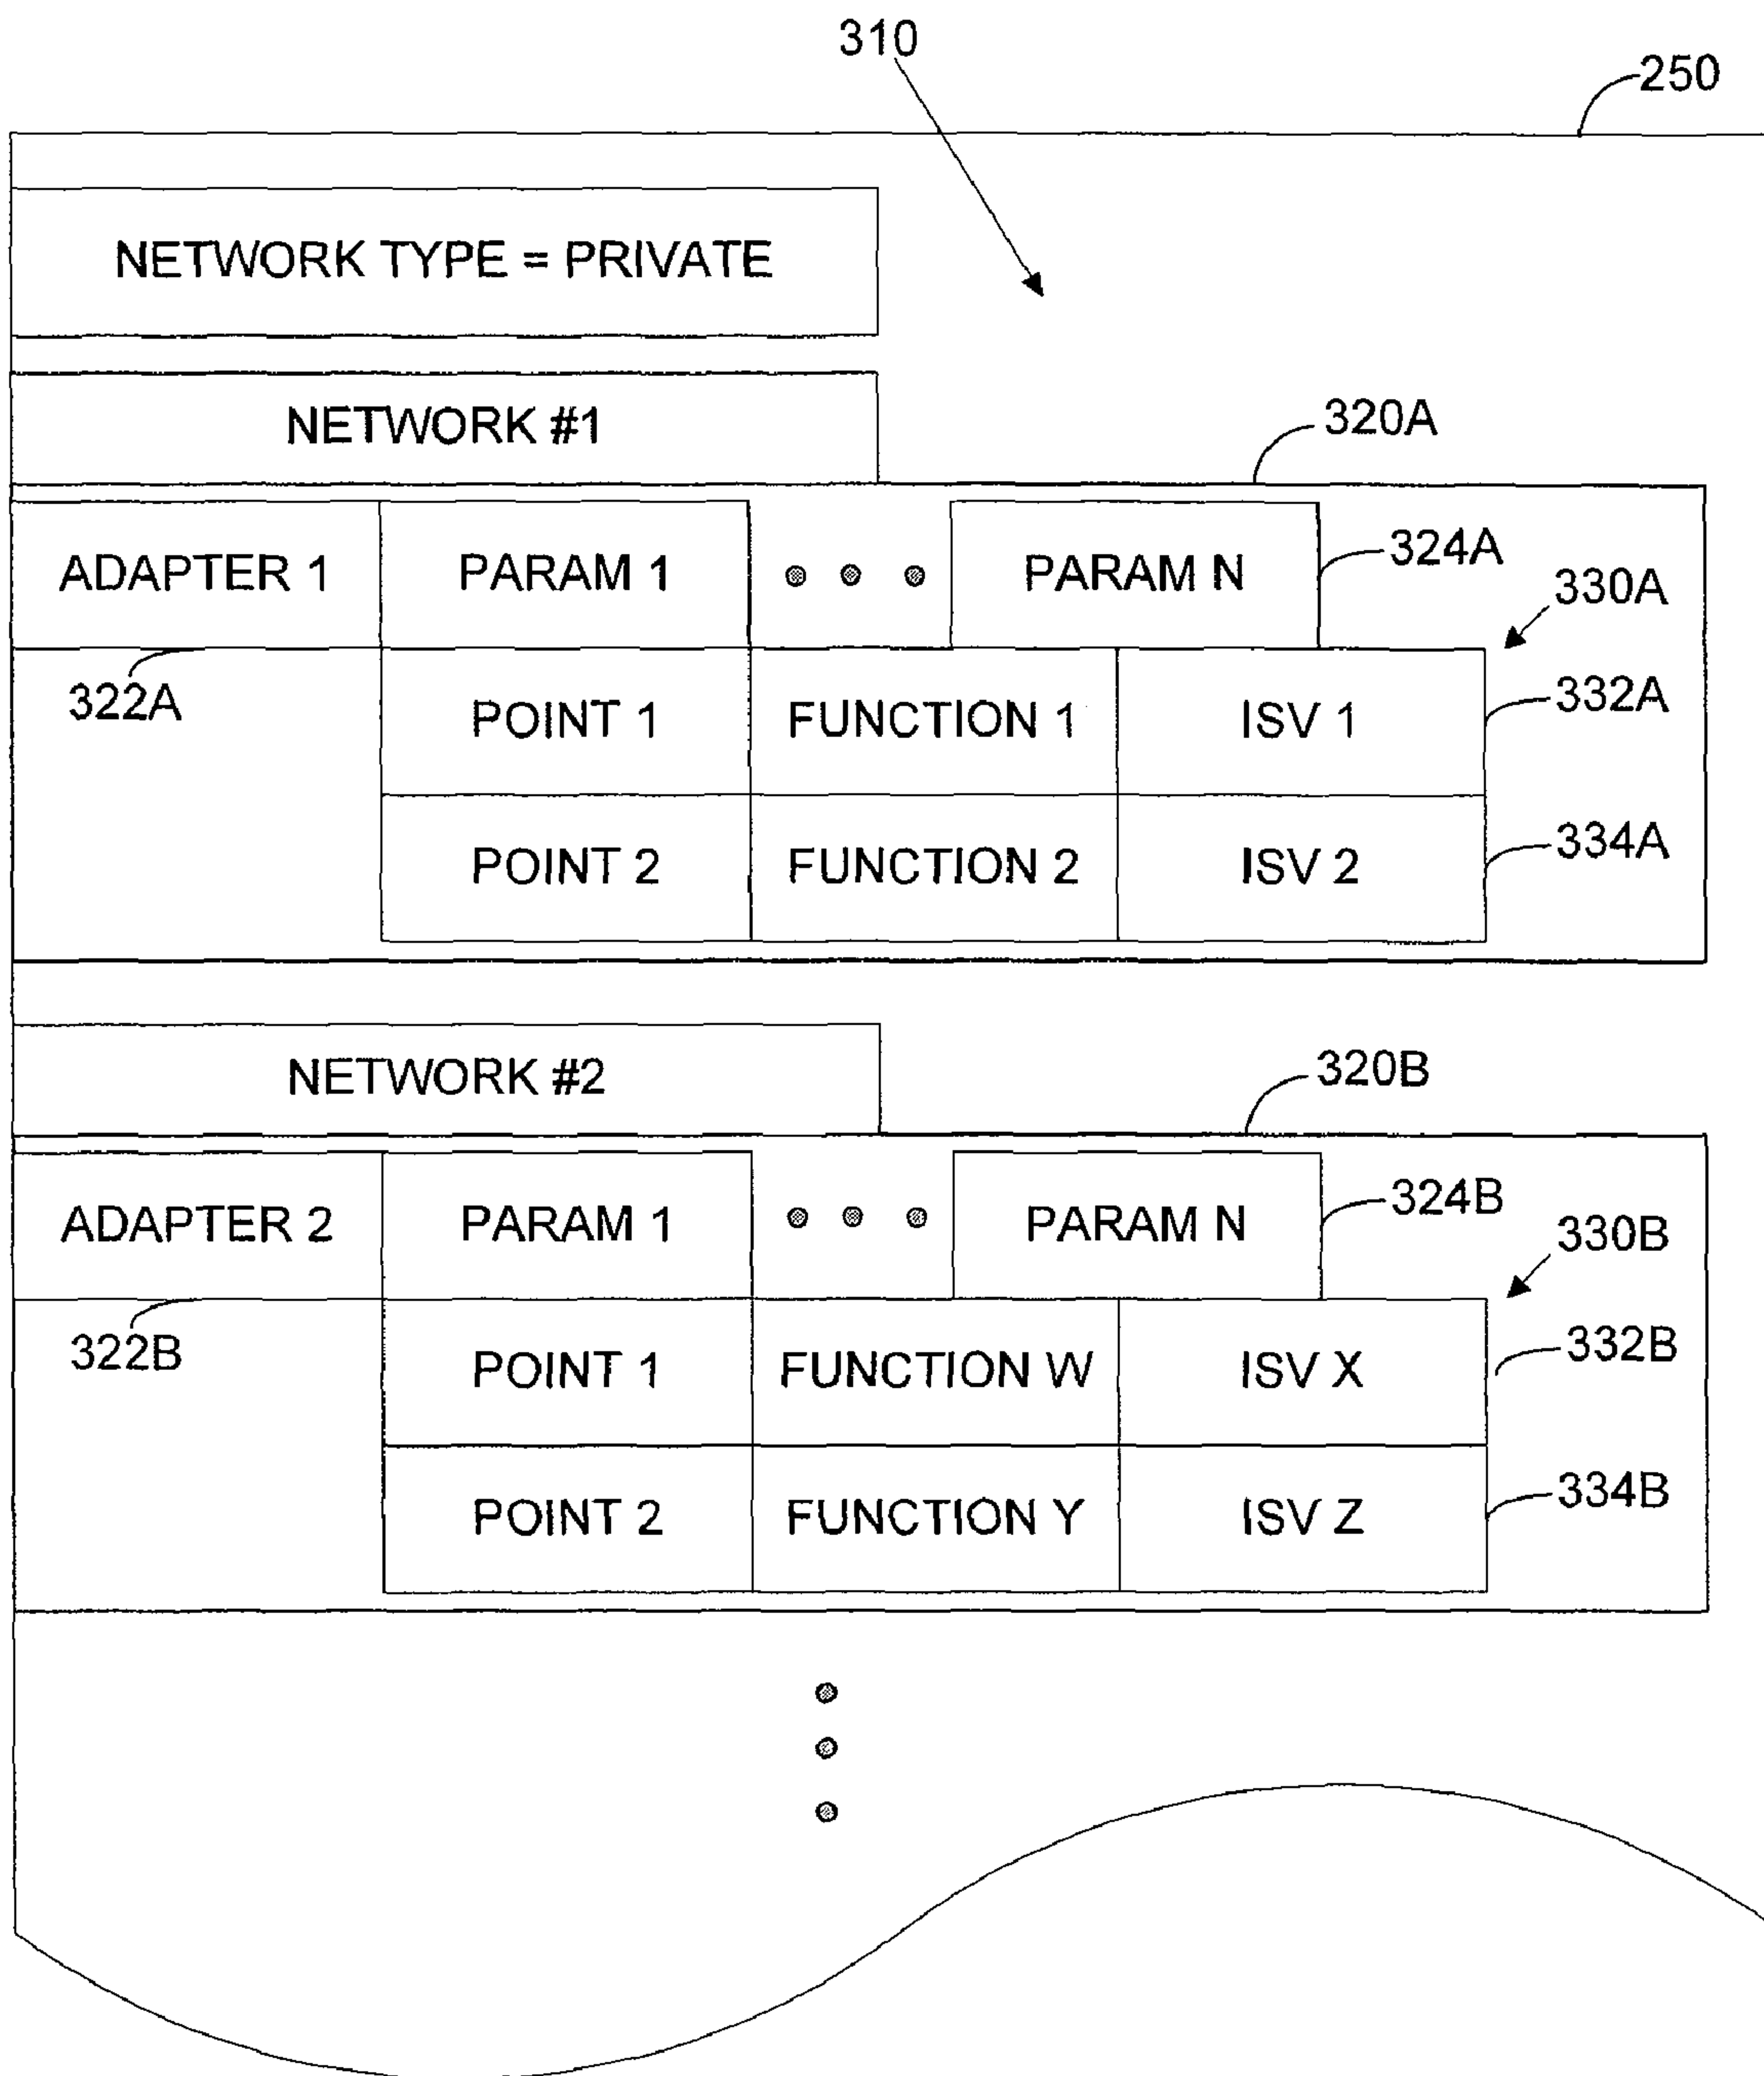 310
250
NETWORK TYPE = PRIVATE
NETWORK #1
320A
ADAPTER 1 PARAM 1 PARAM N
324A
330A
322A
POINT 1 FUNCTION 1 ISV 1
332A
POINT 2 FUNCTION 2 ISV 2
334A
NETWORK #2
320B
ADAPTER 2 PARAM 1 PARAM N
324B
330B
322B
POINT 1 FUNCTION W ISV X
332B
POINT 2 FUNCTION Y ISV Z
334B